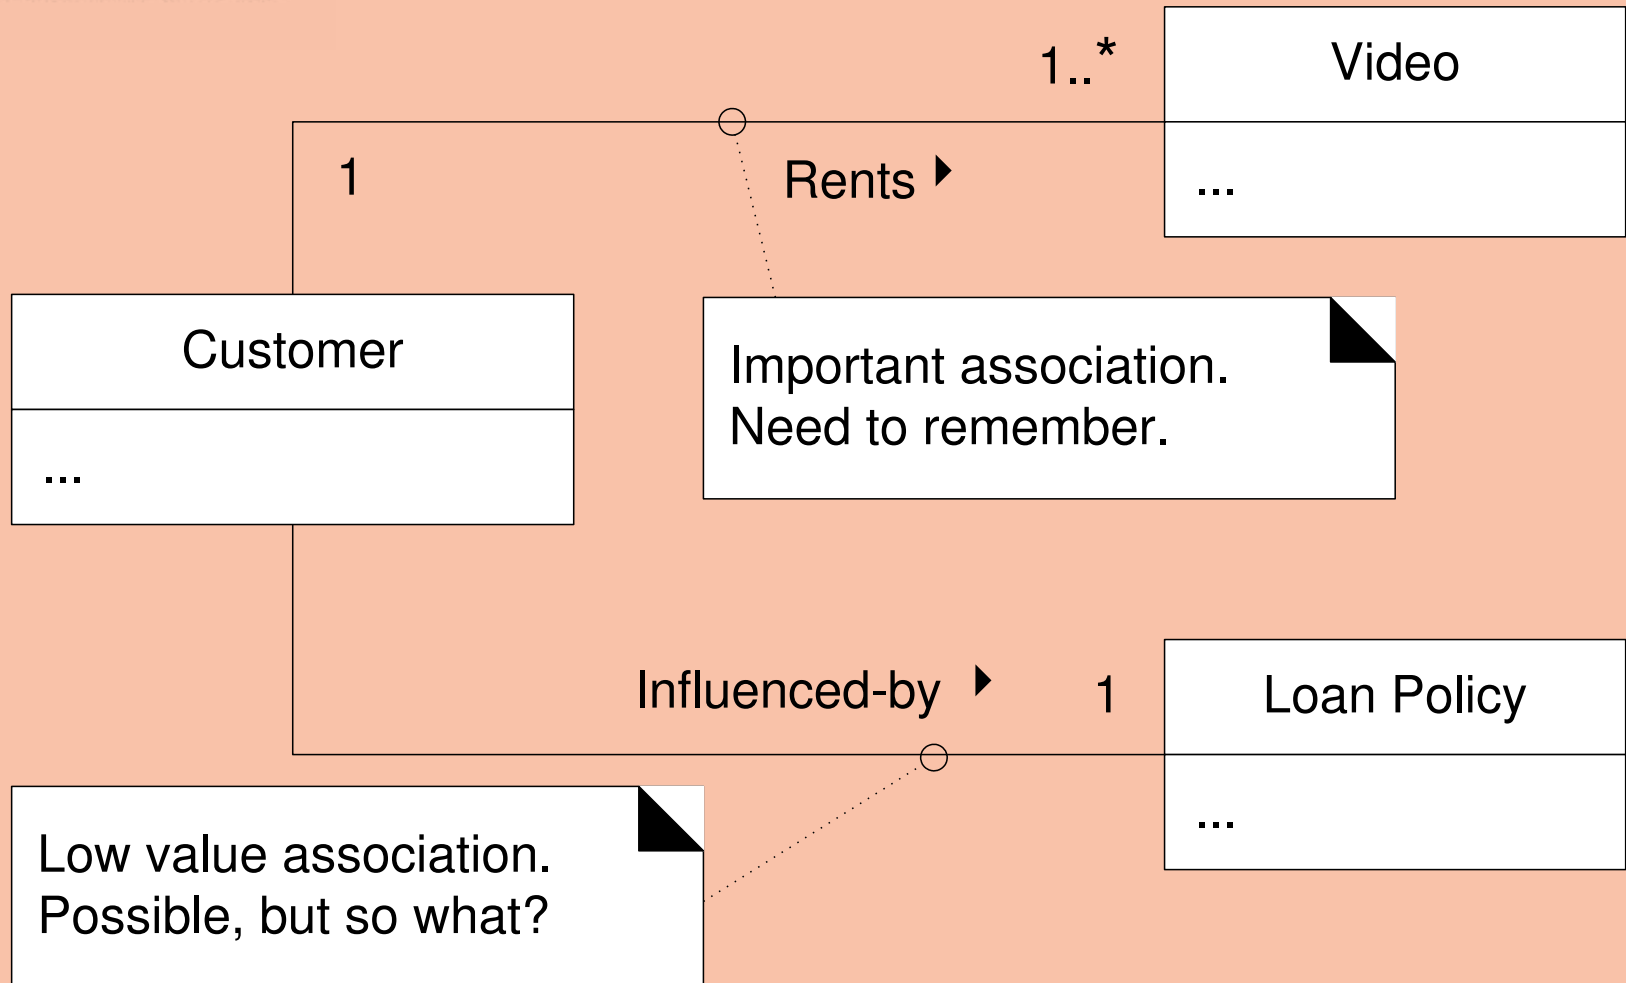 1..*
Video
1
Rents
...
Customer
...
Important association.
Need to remember.
Influenced-by
1
Loan Policy
...
Low value association.
Possible, but so what?